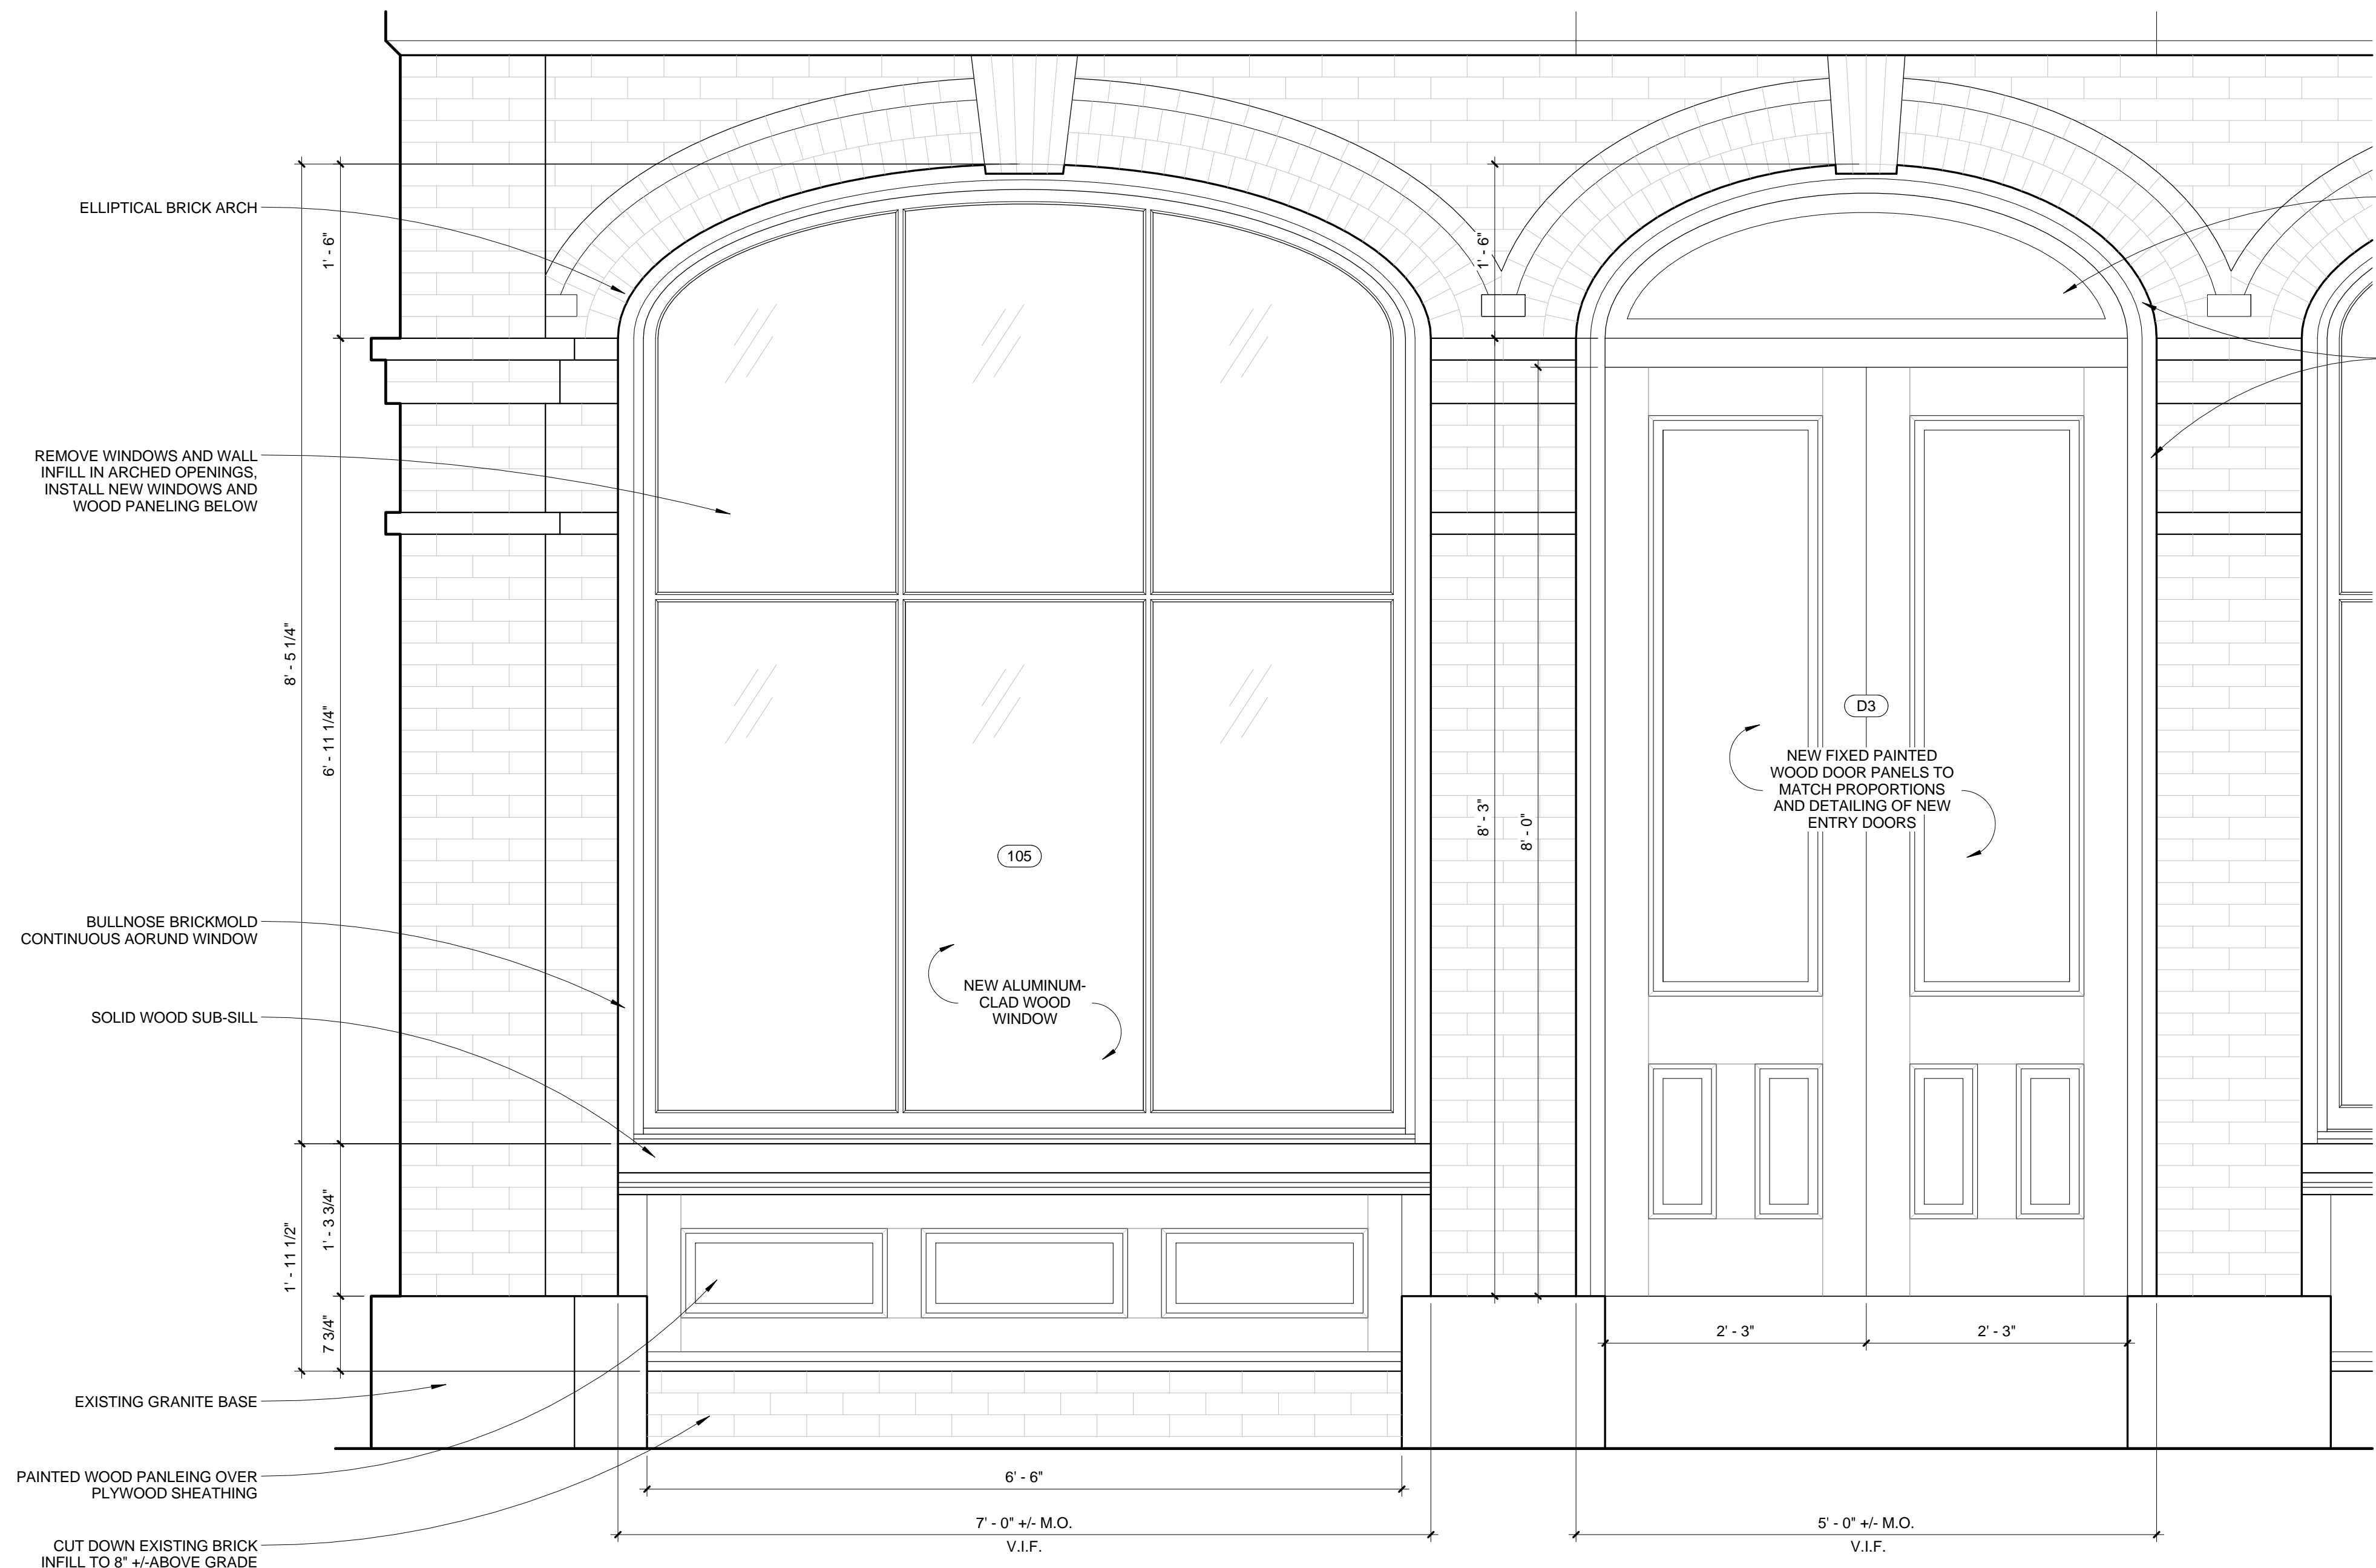 ELLIPTICAL BRICK ARCH
REMOVE WINDOWS AND WALL
INFILL IN ARCHED OPENINGS,
INSTALL NEW WINDOWS AND
WOOD PANELING BELOW
BULLNOSE BRICKMOLD
CONTINUOUS AORUND WINDOW
SOLID WOOD SUB-SILL
EXISTING GRANITE BASE
PAINTED WOOD PANLEING OVER
PLYWOOD SHEATHING
CUT DOWN EXISTING BRICK
INFILL TO 8" +/-ABOVE GRADE
8' - 5 1/4"
1' - 11 1/2"
1' - 6"
6' - 11 1/4"
1' - 3 3/4"
7 3/4"
105
NEW ALUMINUM-
CLAD WOOD
WINDOW
6' - 6"
7' - 0" +/- M.O.
V.I.F.
1' - 6"
8' - 3"
8' - 0"
D3
NEW FIXED PAINTED
WOOD DOOR PANELS TO
MATCH PROPORTIONS
AND DETAILING OF NEW
ENTRY DOORS
2' - 3"
2' - 3"
5' - 0" +/- M.O.
V.I.F.